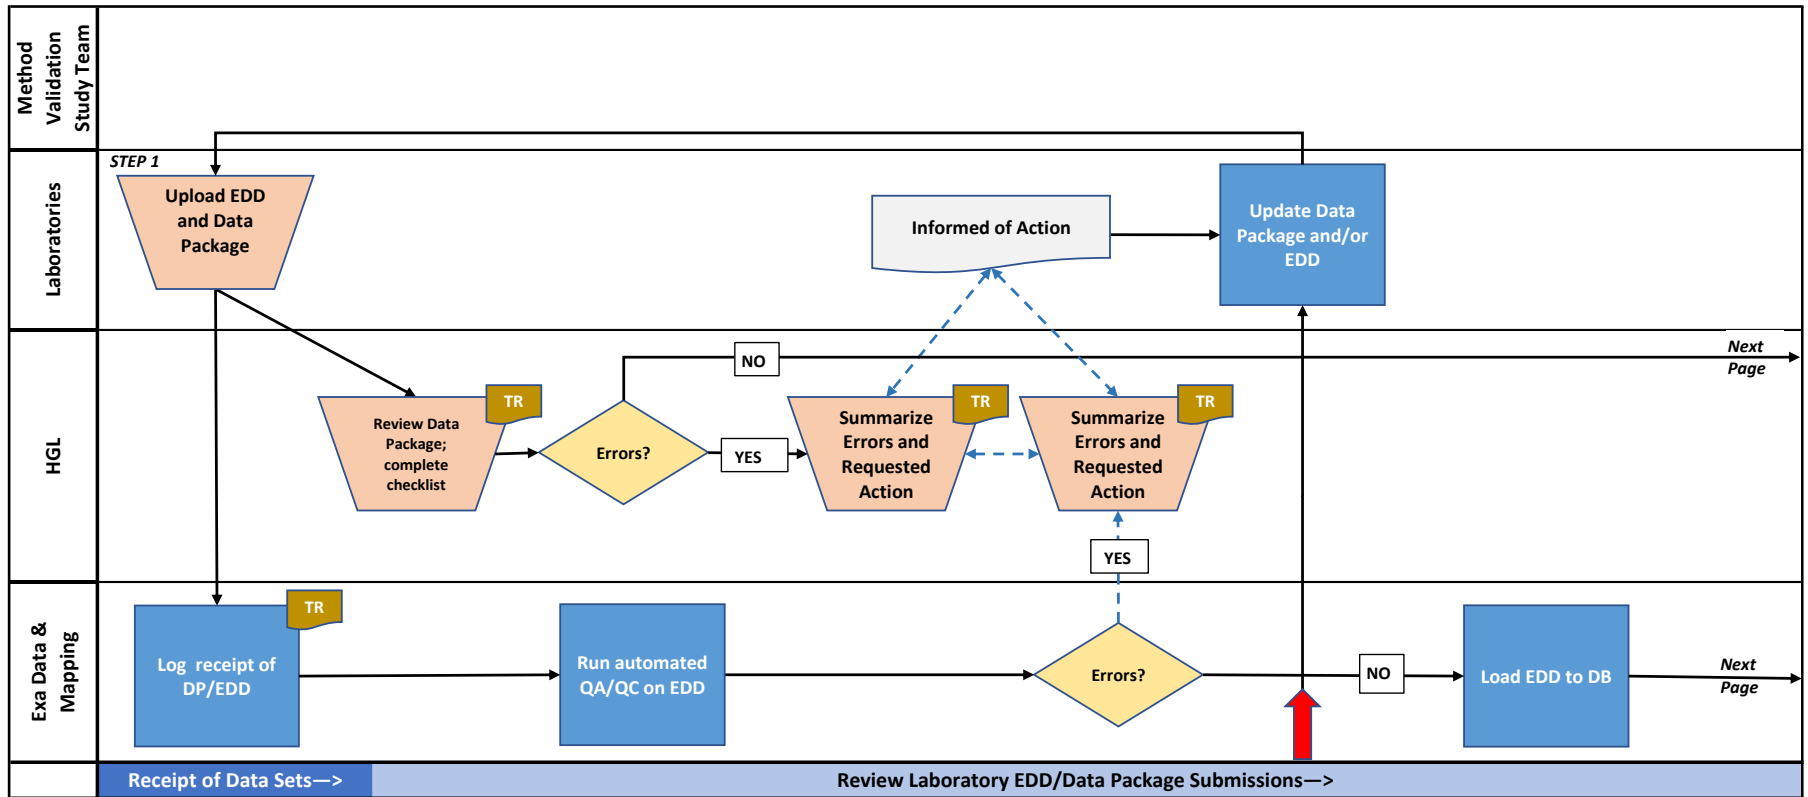 Method
Validation
Study Team
Laboratories
STEP 1
Upload EDD
and Data
Package
Informed of Action
Update Data
Package and/or
EDD
HGL
NO
Next
Page
TR
Review Data
Package;
complete
checklist
Errors?
YES
TR
Summarize
Errors and
Requested
Action
TR
Summarize
Errors and
Requested
Action
YES
Exa Data &
Mapping
TR
Log receipt of
DP/EDD
Run automated
QA/QC on EDD
Errors?
NO
Load EDD to DB
Next
Page
Receipt of Data Sets—>
Review Laboratory EDD/Data Package Submissions—>